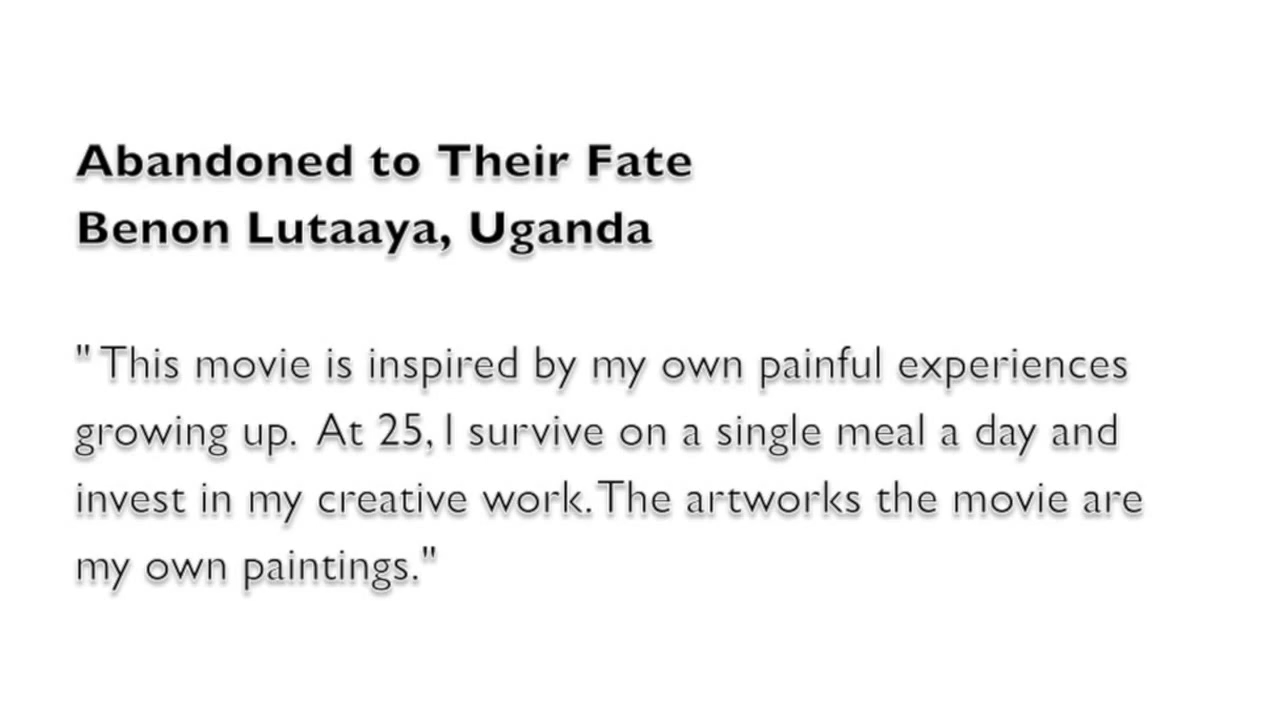 Abandoned to Their Fate
Benon Lutaaya, Uganda
" This movie is inspired by my own painful experiences
growing up. At 25, I survive on a single meal a day and
invest in my creative work. The artworks the movie are
my own paintings."